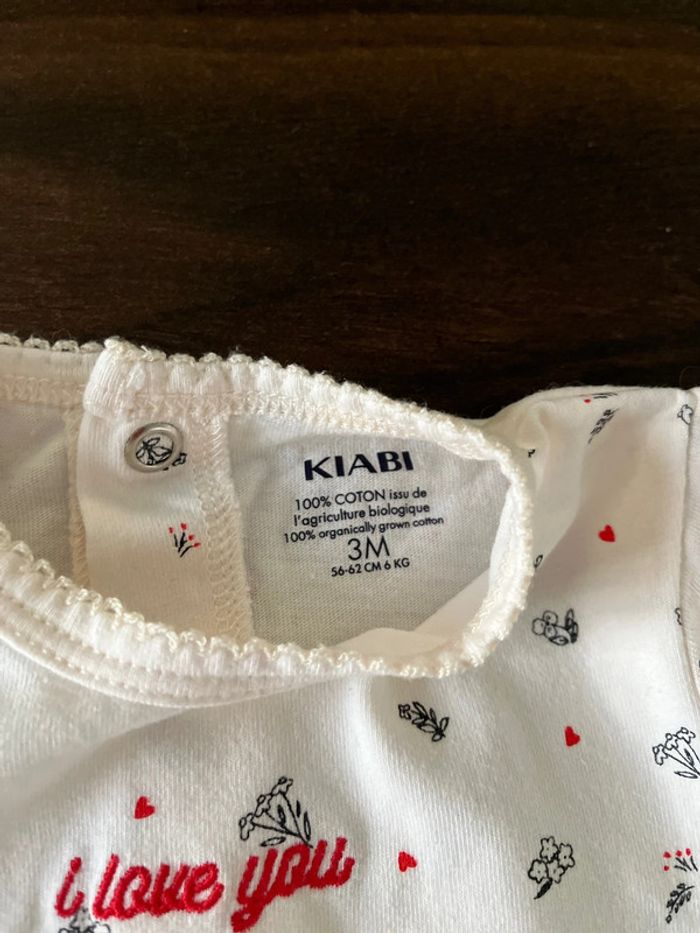 KIABI
100% COTON issu de
l'agriculture biologique
100% organically grown cotton
3M
56-62 CM 6 KG
i love you